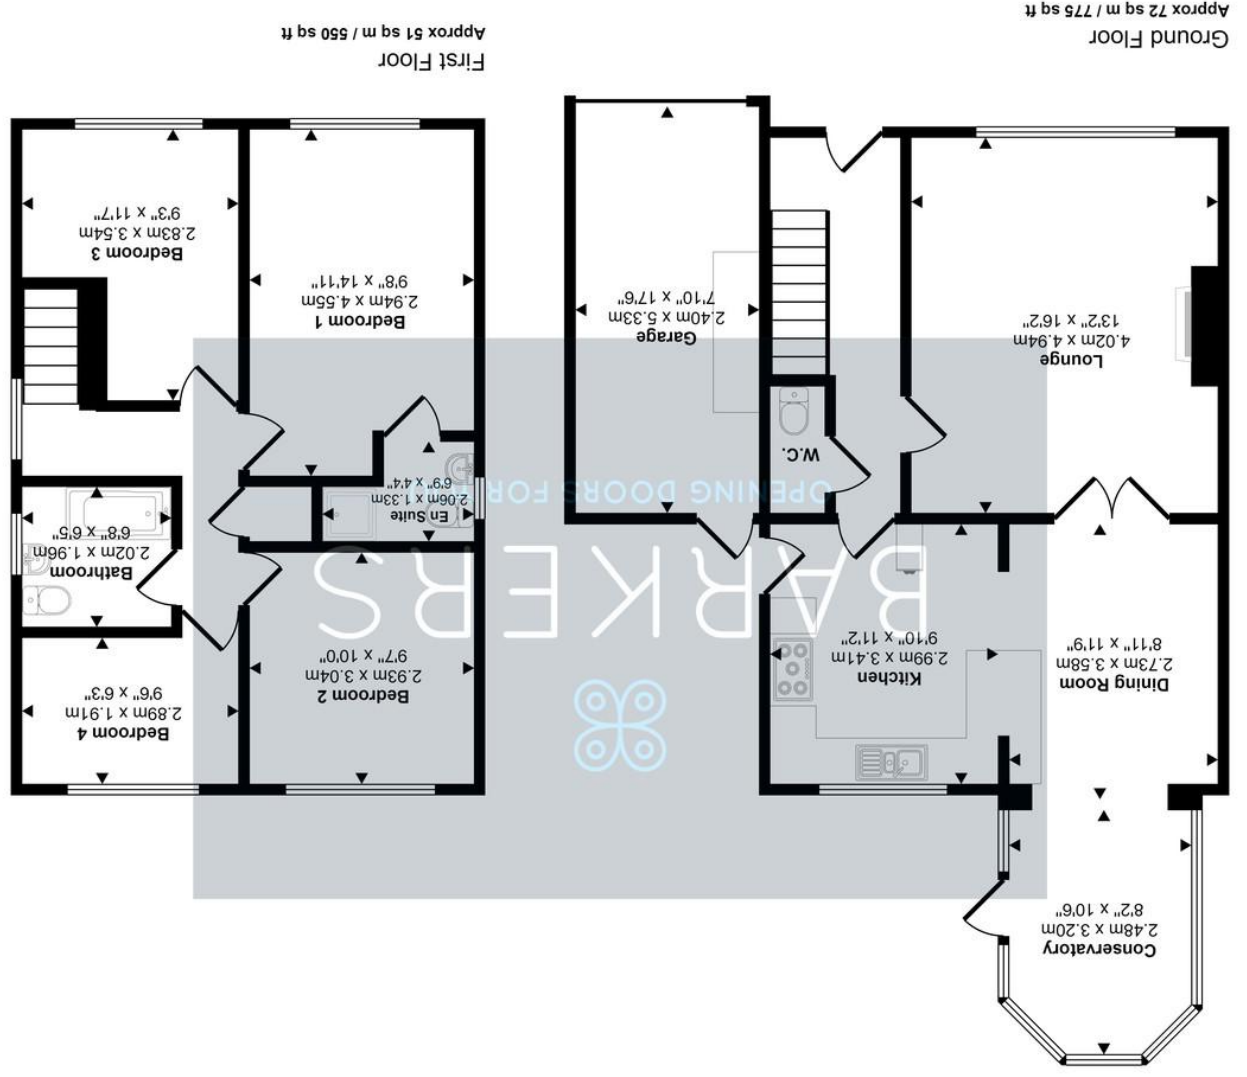 Conservatory
2.48m x 3.20m
8'2" x 10'6"
Dining Room
2.73m x 3.58m
8'11" x 11'9"
Kitchen
2.99m x 3.41m
9'10" x 11'2"
Lounge
4.02m x 4.94m
13'2" x 16'2"
W.C.
Garage
2.40m x 5.33m
7'10" x 17'6"
Ground Floor
Approx 72 sq m / 775 sq ft
Bedroom 2
2.93m x 3.04m
9'7" x 10'0"
Bedroom 4
2.89m x 1.91m
9'6" x 6'3"
Bathroom
2.02m x 1.96m
6'8" x 6'5"
En Suite
2.06m x 1.33m
6'9" x 4'4"
Bedroom 1
2.94m x 4.55m
9'8" x 14'11"
Bedroom 3
2.83m x 3.54m
9'3" x 11'7"
First Floor
Approx 51 sq m / 550 sq ft
BARKERS
OPENING DOORS FOR